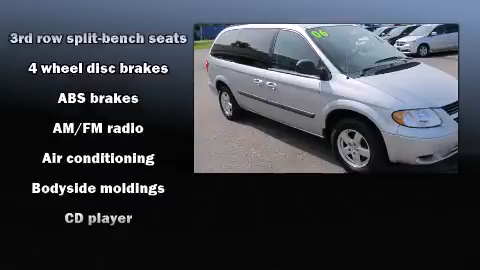 3rd row split-bench seats
4 wheel disc brakes
ABS brakes
AM/FM radio
Air conditioning
Bodyside moldings
CD player
06